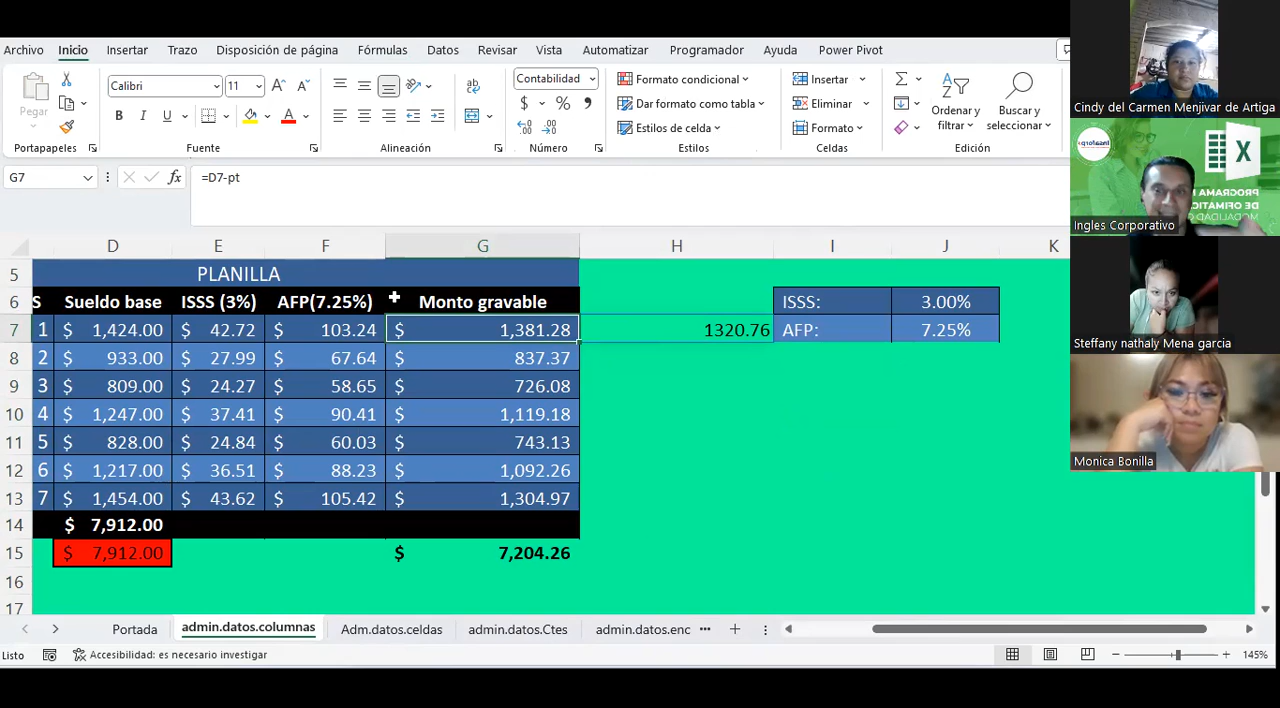 Archivo Inicio Insertar Trazo Disposición de página Fórmulas Datos Revisar Vista Automatizar Programador Ayuda Power Pivot
Pegar
Portapapeles
Calibri 11
N K S
Fuente
Alineación
Contabilidad
$ % 
Número
Formato condicional
Dar formato como tabla
Estilos de celda
Estilos
Insertar
Eliminar
Formato
Celdas
Ordenar y filtrar
Buscar y seleccionar
Edición
G7 fx =D7-pt
D E F G H I J K
5 PLANILLA
6 S Sueldo base ISSS (3%) AFP(7.25%) Monto gravable ISSS: 3.00%
7 1 $ 1,424.00 $ 42.72 $ 103.24 $ 1,381.28 1320.76 AFP: 7.25%
8 2 $ 933.00 $ 27.99 $ 67.64 $ 837.37
9 3 $ 809.00 $ 24.27 $ 58.65 $ 726.08
10 4 $ 1,247.00 $ 37.41 $ 90.41 $ 1,119.18
11 5 $ 828.00 $ 24.84 $ 60.03 $ 743.13
12 6 $ 1,217.00 $ 36.51 $ 88.23 $ 1,092.26
13 7 $ 1,454.00 $ 43.62 $ 105.42 $ 1,304.97
14 $ 7,912.00
15 $ 7,912.00 $ 7,204.26
16
17
Portada admin.datos.columnas Adm.datos.celdas admin.datos.Ctes admin.datos.enc
Listo Accesibilidad: es necesario investigar 145%
Cindy del Carmen Menjivar de Artiga
PROGRAMA
DE OFIMATIC
MODALIDAD
Ingles Corporativo
Steffany nathaly Mena garcia
Monica Bonilla